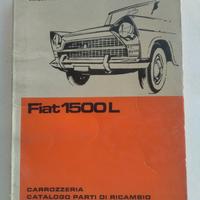 Fiat 1500 L
CARROZZERIA
CATALOGO PARTI DI RICAMBIO